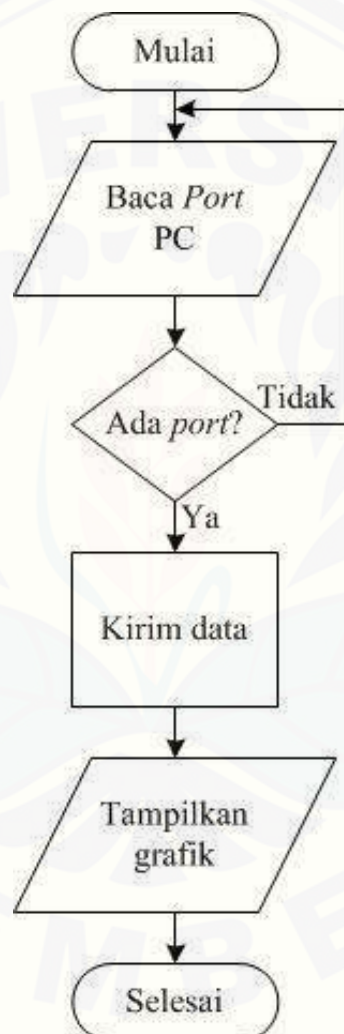 Mulai
Baca Port
PC
Ada port?
Tidak
Ya
Kirim data
Tampilkan
grafik
Selesai